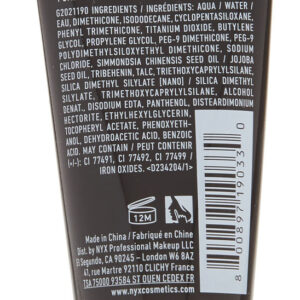 G2021190 INGREDIENTS / INGRÉDIENTS: AQUA / WATER /
EAU, DIMETHICONE, ISODODECANE, CYCLOPENTASILOXANE,
PHENYL TRIMETHICONE, TITANIUM DIOXIDE, BUTYLENE
GLYCOL, PROPYLENE GLYCOL, PEG-9 DIMETHICONE, PEG-9
POLYDIMETHYLSILOXYETHYL DIMETHICONE, SODIUM
CHLORIDE, SIMMONDSIA CHINENSIS SEED OIL / JOJOBA
SEED OIL, TRIBEHENIN, TALC, TRIETHOXYCAPRYLYLSILANE,
SILICA DIMETHYL SILYLATE [NANO] / SILICA DIMETHYL
SILYLATE, TRIMETHOXYCAPRYLYLSILANE, ALCOHOL
DENAT., DISODIUM EDTA, PANTHENOL, DISTEARDIMONIUM
HECTORITE, ETHYLHEXYLGLYCERIN,
TOCOPHERYL ACETATE, PHENOXYETH-
ANOL, DEHYDROACETIC ACID, BENZOIC
ACID. MAY CONTAIN / PEUT CONTENIR
(+/-): CI 77491, CI 77492, CI 77499 /
IRON OXIDES. <D234204/1>
8 00897 19033 0
12M
Made in
China / Fabriqué en Chine
Dist. by NYX Professional Makeup LLC
El Segundo, CA 90245 - London W6 8AZ
41 rue Martre 92110 CLICHY France
TSA 75000 93584 ST OUEN CEDEX FR
www.nyxcosmetics.com